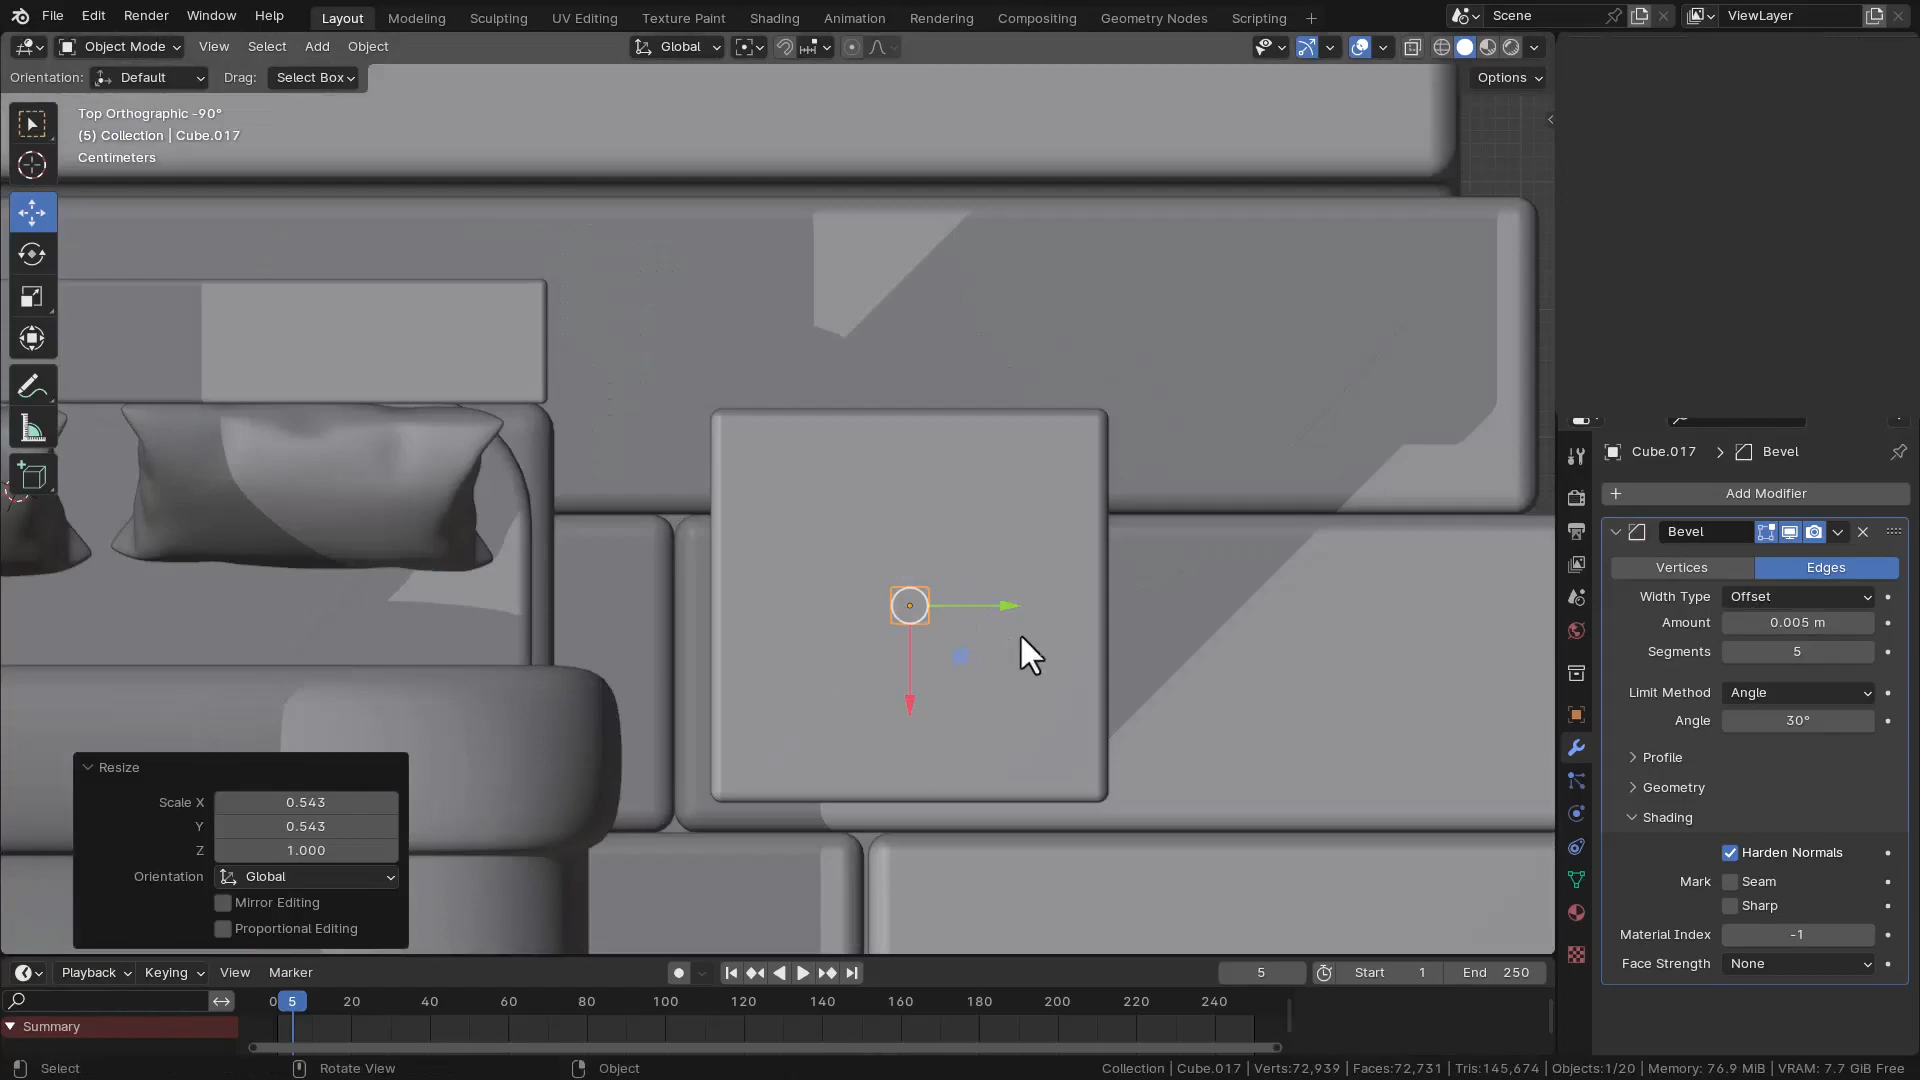 File Edit Render Window Help Layout Modeling Sculpting UV Editing Texture Paint Shading Animation Rendering Compositing Geometry Nodes Scripting + Scene ViewLayer
Object Mode View Select Add Object Global
Orientation: Default Drag: Select Box Options
Top Orthographic -90°
(5) Collection | Cube.017
Centimeters
Cube.017 > Bevel
+ Add Modifier
Bevel
Vertices Edges
Width Type Offset
Amount 0.005 m
Segments 5
Limit Method Angle
Angle 30°
Profile
Geometry
Shading
Harden Normals
Mark Seam
Sharp
Material Index -1
Face Strength None
Resize
Scale X 0.543
Y 0.543
Z 1.000
Orientation Global
Mirror Editing
Proportional Editing
Playback Keying View Marker 5 Start 1 End 250
0 5 20 40 60 80 100 120 140 160 180 200 220 240
Summary
Select Rotate View Object Collection | Cube.017 | Verts:72,939 | Faces:72,731 | Tris:145,674 | Objects:1/20 | Memory: 76.9 MiB | VRAM: 7.7 GiB Free